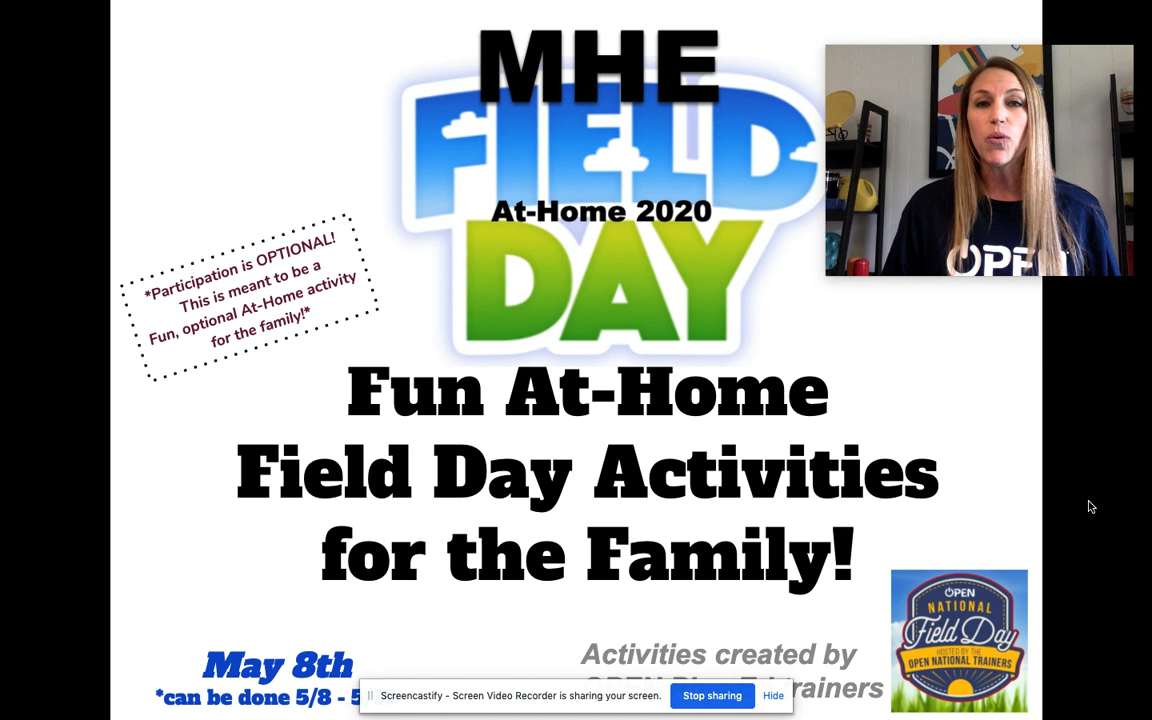 MHE
FIELD
At-Home 2020
DAY
*Participation is OPTIONAL!
This is meant to be a
Fun, optional At-Home activity
for the family!*
OPEN
Fun At-Home
Field Day Activities
for the Family!
May 8th
*can be done 5/8 - 5
Activities created by
trainers
OPEN
NATIONAL
Field Day
HOSTED BY THE
OPEN NATIONAL TRAINERS
Screencastify - Screen Video Recorder is sharing your screen.
Stop sharing
Hide